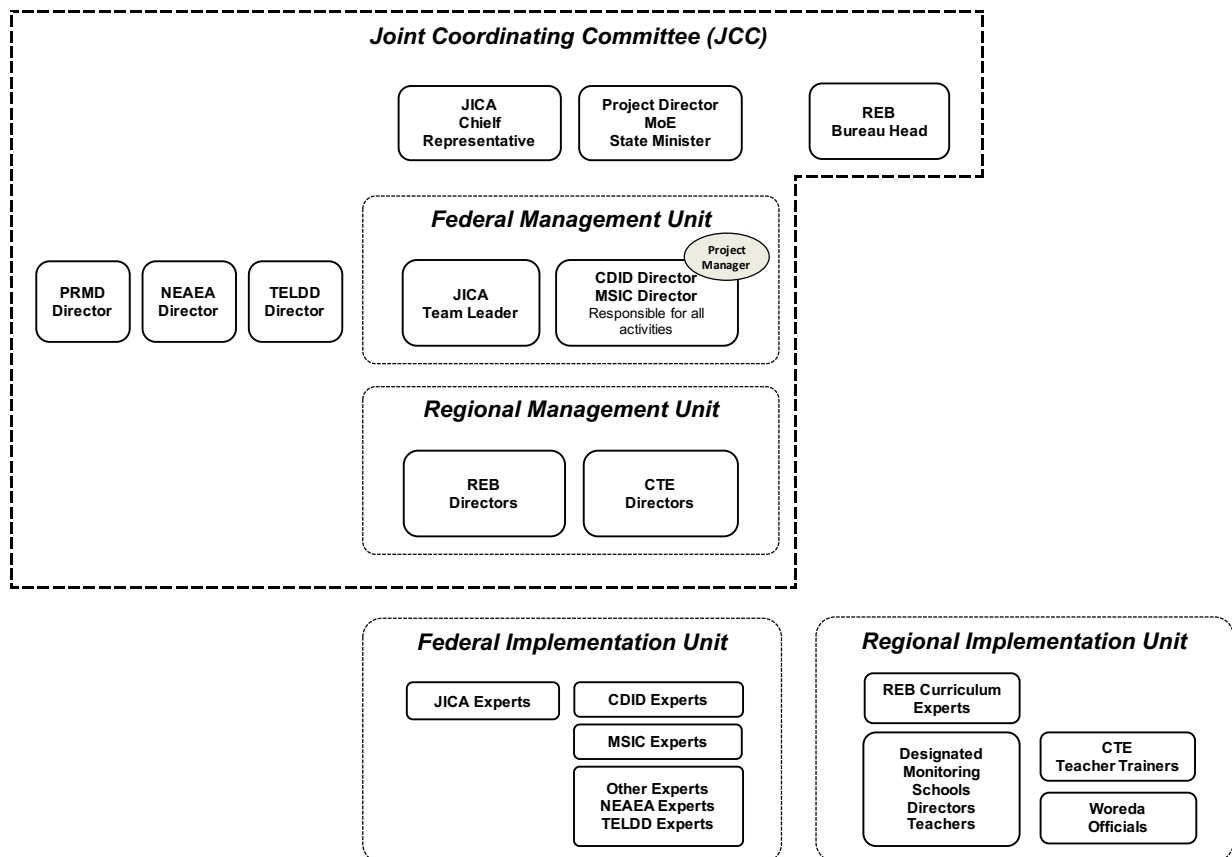 Joint Coordinating Committee (JCC)
JICA
Chielf
Representative
Project Director
MoE
State Minister
REB
Bureau Head
Federal Management Unit
Project
Manager
PRMD
Director
NEAEA
Director
TELDD
Director
JICA
Team Leader
CDID Director
MSIC Director
Responsible for all
activities
Regional Management Unit
REB
Directors
CTE
Directors
Federal Implementation Unit
JICA Experts
CDID Experts
MSIC Experts
Other Experts
NEAEA Experts
TELDD Experts
Regional Implementation Unit
REB Curriculum
Experts
Designated
Monitoring
Schools
Directors
Teachers
CTE
Teacher Trainers
Woreda
Officials